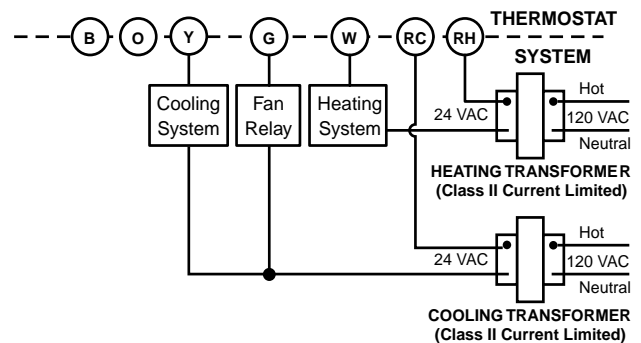 THERMOSTAT
B O Y G W RC RH
SYSTEM
Cooling
System
Fan
Relay
Heating
System
24 VAC
Hot
120 VAC
Neutral
HEATING TRANSFORMER
(Class II Current Limited)
24 VAC
Hot
120 VAC
Neutral
COOLING TRANSFORMER
(Class II Current Limited)